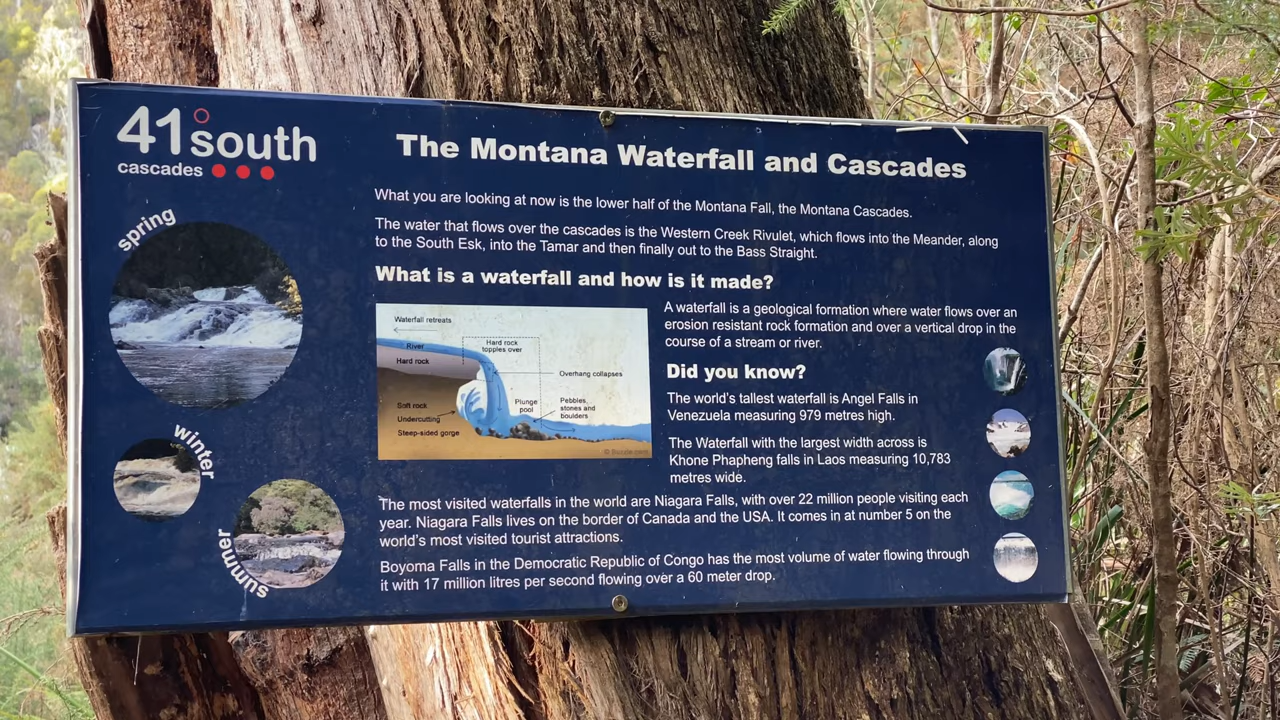 41°south
cascades
The Montana Waterfall and Cascades
What you are looking at now is the lower half of the Montana Fall, the Montana Cascades.
The water that flows over the cascades is the Western Creek Rivulet, which flows into the Meander, along
to the South Esk, into the Tamar and then finally out to the Bass Straight.
spring
winter
summer
What is a waterfall and how is it made?
Waterfall retreats
River
Hard rock
Hard rock
topples over
Overhang collapses
Soft rock
Undercutting
Steep-sided gorge
Plunge
pool
Pebbles,
stones and
boulders
A waterfall is a geological formation where water flows over an
erosion resistant rock formation and over a vertical drop in the
course of a stream or river.
Did you know?
The world's tallest waterfall is Angel Falls in
Venezuela measuring 979 metres high.
The Waterfall with the largest width across is
Khone Phapheng falls in Laos measuring 10,783
metres wide.
The most visited waterfalls in the world are Niagara Falls, with over 22 million people visiting each
year. Niagara Falls lives on the border of Canada and the USA. It comes in at number 5 on the
world's most visited tourist attractions.
Boyoma Falls in the Democratic Republic of Congo has the most volume of water flowing through
it with 17 million litres per second flowing over a 60 meter drop.